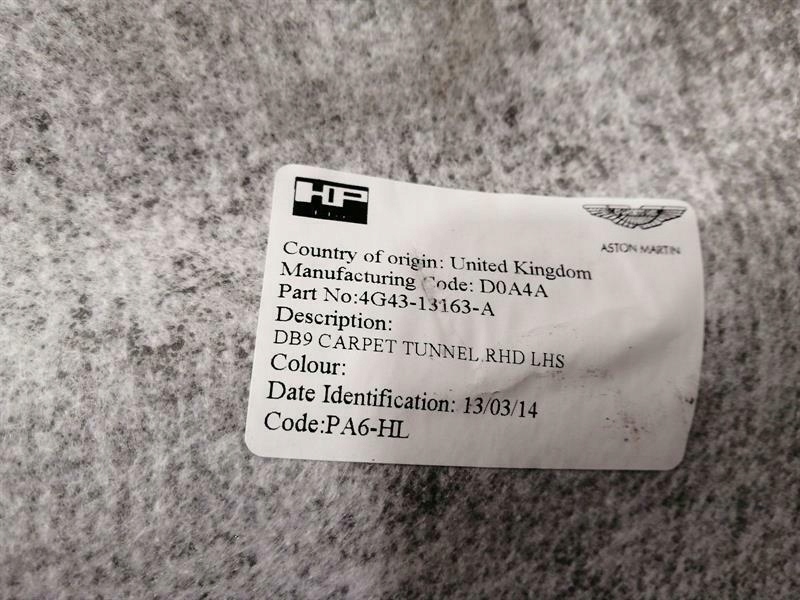 HP
ASTON MARTIN
Country of origin: United Kingdom
Manufacturing Code: D0A4A
Part No:4G43-13163-A
Description:
DB9 CARPET TUNNEL RHD LHS
Colour:
Date Identification: 13/03/14
Code:PA6-HL